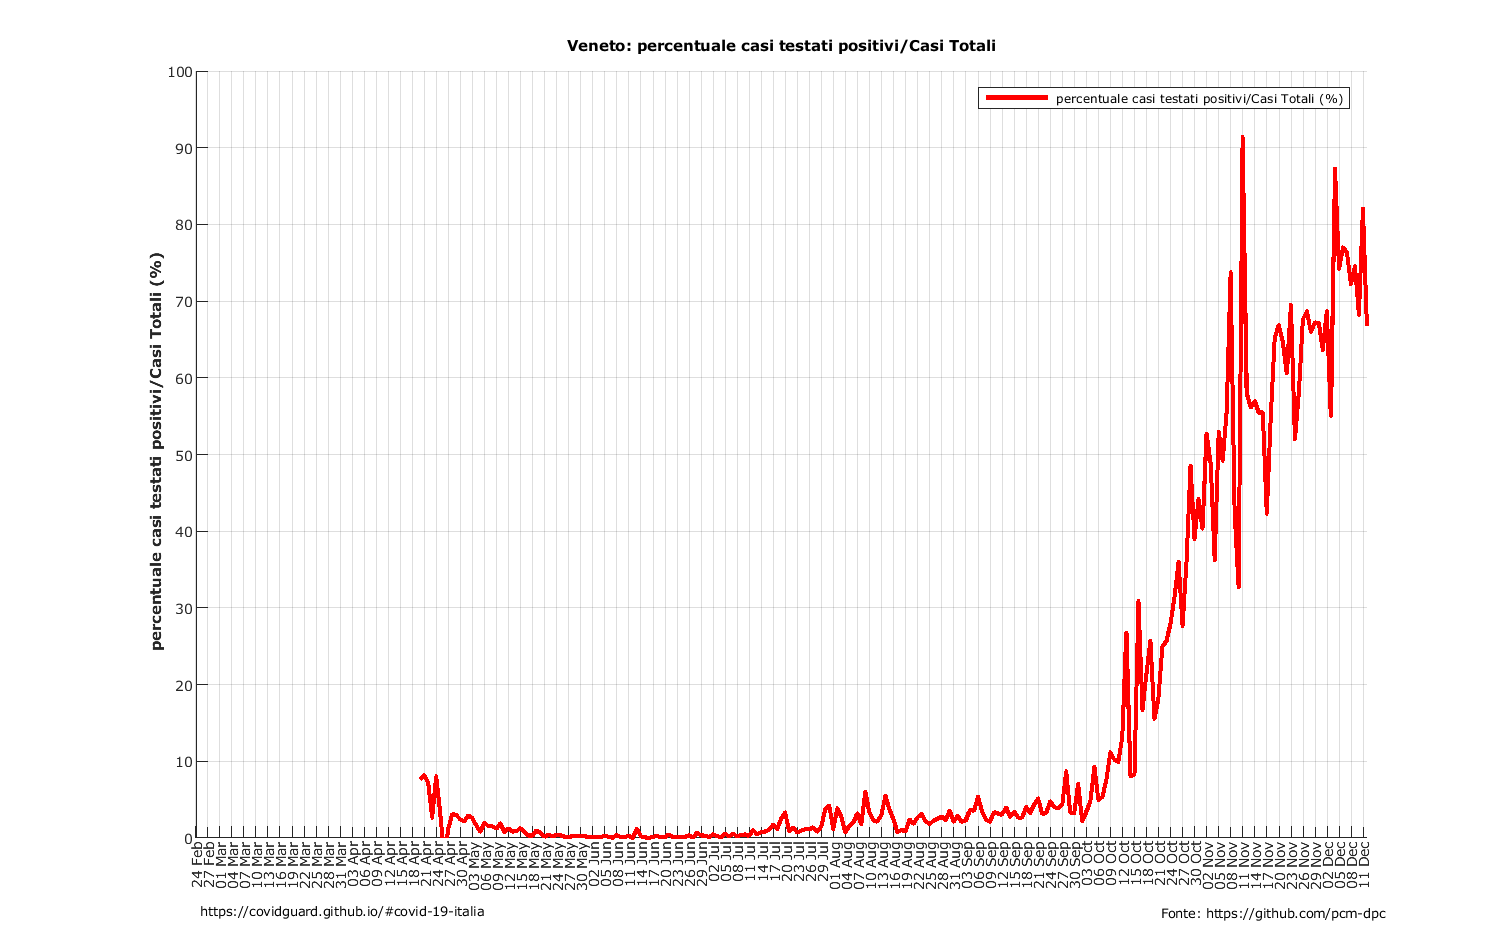 Veneto: percentuale casi testati positivi/Casi Totali
percentuale casi testati positivi/Casi Totali (%)
percentuale casi testati positivi/Casi Totali (%)
100
90
80
70
60
50
40
30
20
10
0
24 Feb
27 Feb
01 Mar
04 Mar
07 Mar
10 Mar
13 Mar
16 Mar
19 Mar
22 Mar
25 Mar
28 Mar
31 Mar
03 Apr
06 Apr
09 Apr
12 Apr
15 Apr
18 Apr
21 Apr
24 Apr
27 Apr
30 Apr
03 May
06 May
09 May
12 May
15 May
18 May
21 May
24 May
27 May
30 May
02 Jun
05 Jun
08 Jun
11 Jun
14 Jun
17 Jun
20 Jun
23 Jun
26 Jun
29 Jun
02 Jul
05 Jul
08 Jul
11 Jul
14 Jul
17 Jul
20 Jul
23 Jul
26 Jul
29 Jul
01 Aug
04 Aug
07 Aug
10 Aug
13 Aug
16 Aug
19 Aug
22 Aug
25 Aug
28 Aug
31 Aug
03 Sep
06 Sep
09 Sep
12 Sep
15 Sep
18 Sep
21 Sep
24 Sep
27 Sep
30 Sep
03 Oct
06 Oct
09 Oct
12 Oct
15 Oct
18 Oct
21 Oct
24 Oct
27 Oct
30 Oct
02 Nov
05 Nov
08 Nov
11 Nov
14 Nov
17 Nov
20 Nov
23 Nov
26 Nov
29 Nov
02 Dec
05 Dec
08 Dec
11 Dec
https://covidguard.github.io/#covid-19-italia
Fonte: https://github.com/pcm-dpc